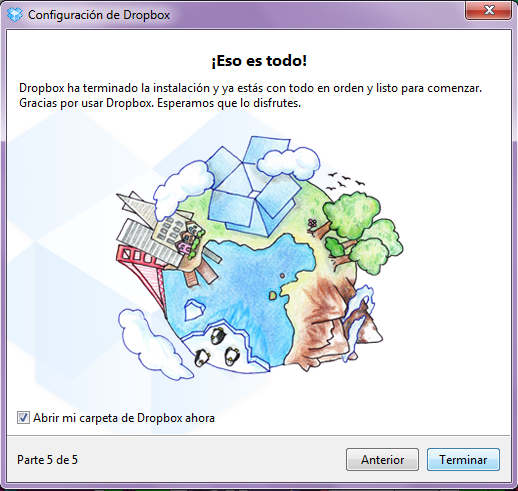 Configuración de Dropbox
¡Eso es todo!
Dropbox ha terminado la instalación y ya estás con todo en orden y listo para comenzar.
Gracias por usar Dropbox. Esperamos que lo disfrutes.
Abrir mi carpeta de Dropbox ahora
Parte 5 de 5
Anterior
Terminar